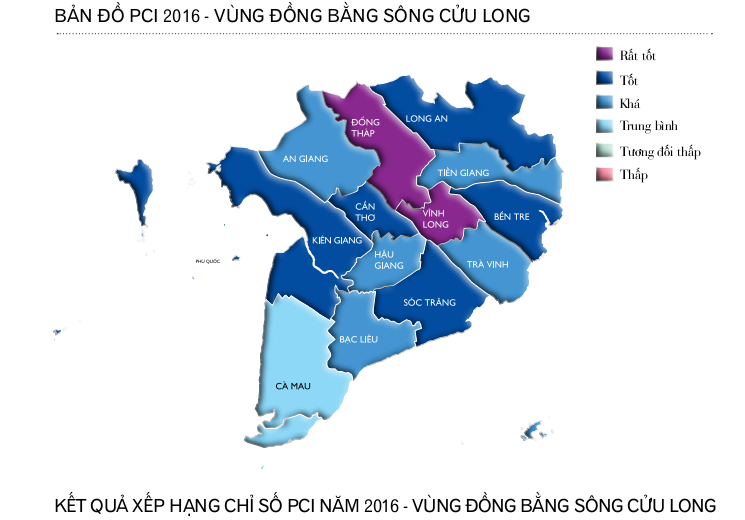 BẢN ĐỒ PCI 2016 - VÙNG ĐỒNG BẰNG SÔNG CỬU LONG
Rất tốt
Tốt
Khá
Trung bình
Tương đối thấp
Thấp
ĐỒNG
THÁP
LONG AN
AN GIANG
TIỀN GIANG
CẦN
THƠ
VĨNH
LONG
BẾN TRE
KIÊN GIANG
HẬU
GIANG
TRÀ VINH
PHÚ QUỐC
SÓC TRĂNG
BẠC LIÊU
CÀ MAU
KẾT QUẢ XẾP HẠNG CHỈ SỐ PCI NĂM 2016 - VÙNG ĐỒNG BẰNG SÔNG CỬU LONG